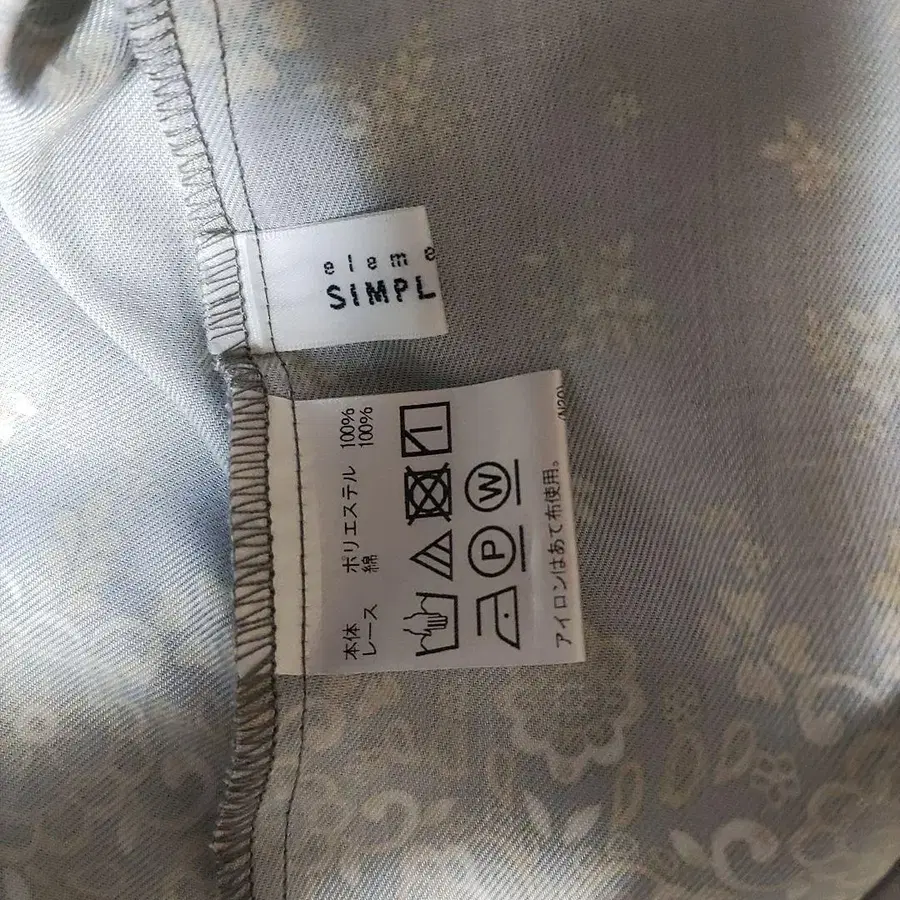 eleme
SIMPL
本体 ポリエステル 100%
レース 綿 100%
P W
アイロンはあて布使用。